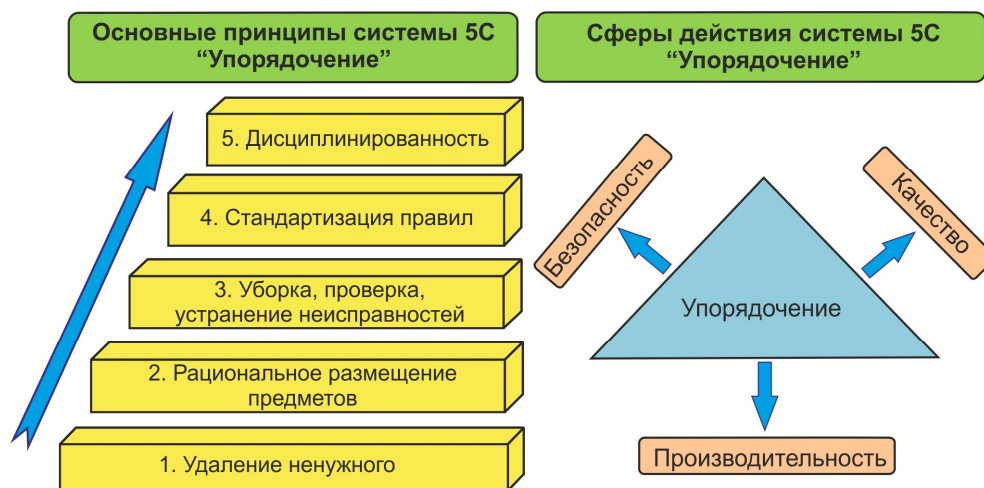 Основные принципы системы 5С
“Упорядочение”
5. Дисциплинированность
4. Стандартизация правил
3. Уборка, проверка,
устранение неисправностей
2. Рациональное размещение
предметов
1. Удаление ненужного
Сферы действия системы 5С
“Упорядочение”
Безопасность
Качество
Упорядочение
Производительность